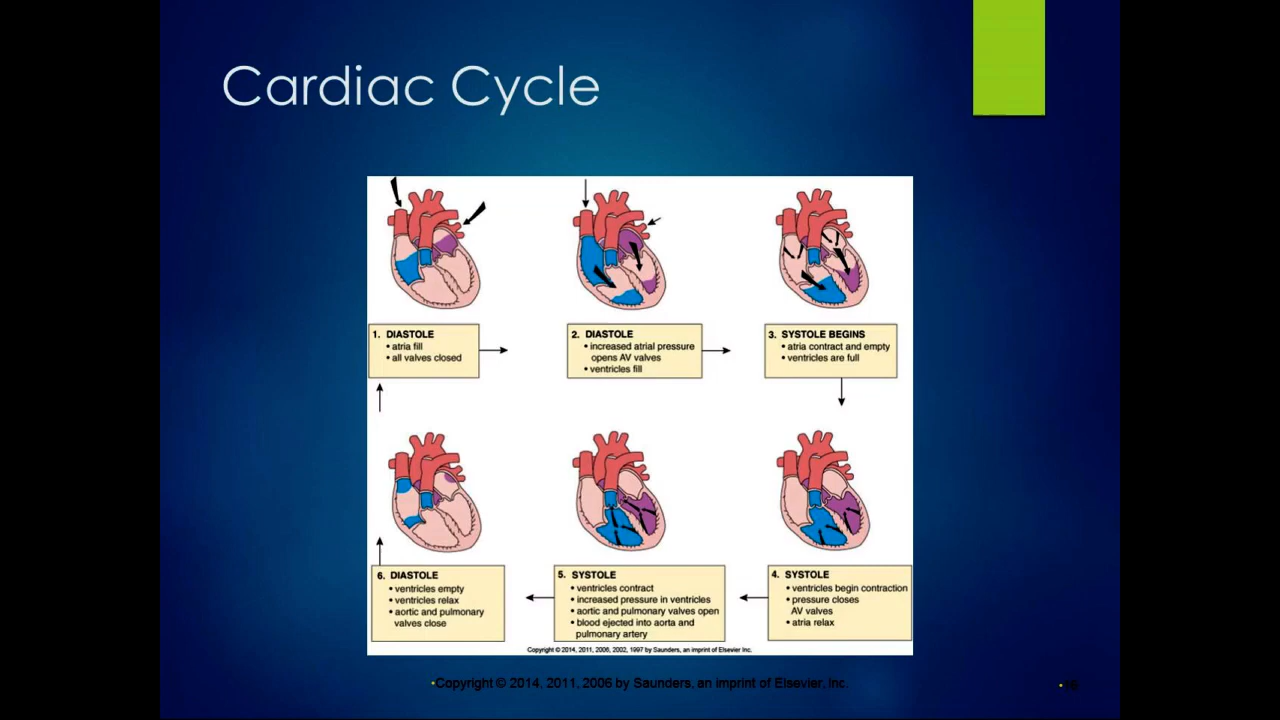 Cardiac Cycle
1. DIASTOLE
• atria fill
• all valves closed
2. DIASTOLE
• increased atrial pressure
opens AV valves
• ventricles fill
3. SYSTOLE BEGINS
• atria contract and empty
• ventricles are full
6. DIASTOLE
• ventricles empty
• ventricles relax
• aortic and pulmonary
valves close
5. SYSTOLE
• ventricles contract
• increased pressure in ventricles
• aortic and pulmonary valves open
• blood ejected into aorta and
pulmonary artery
4. SYSTOLE
• ventricles begin contraction
• pressure closes
AV valves
• atria relax
Copyright © 2014, 2011, 2006, 2002, 1997 by Saunders, an imprint of Elsevier Inc.
•Copyright © 2014, 2011, 2006 by Saunders, an imprint of Elsevier, Inc.